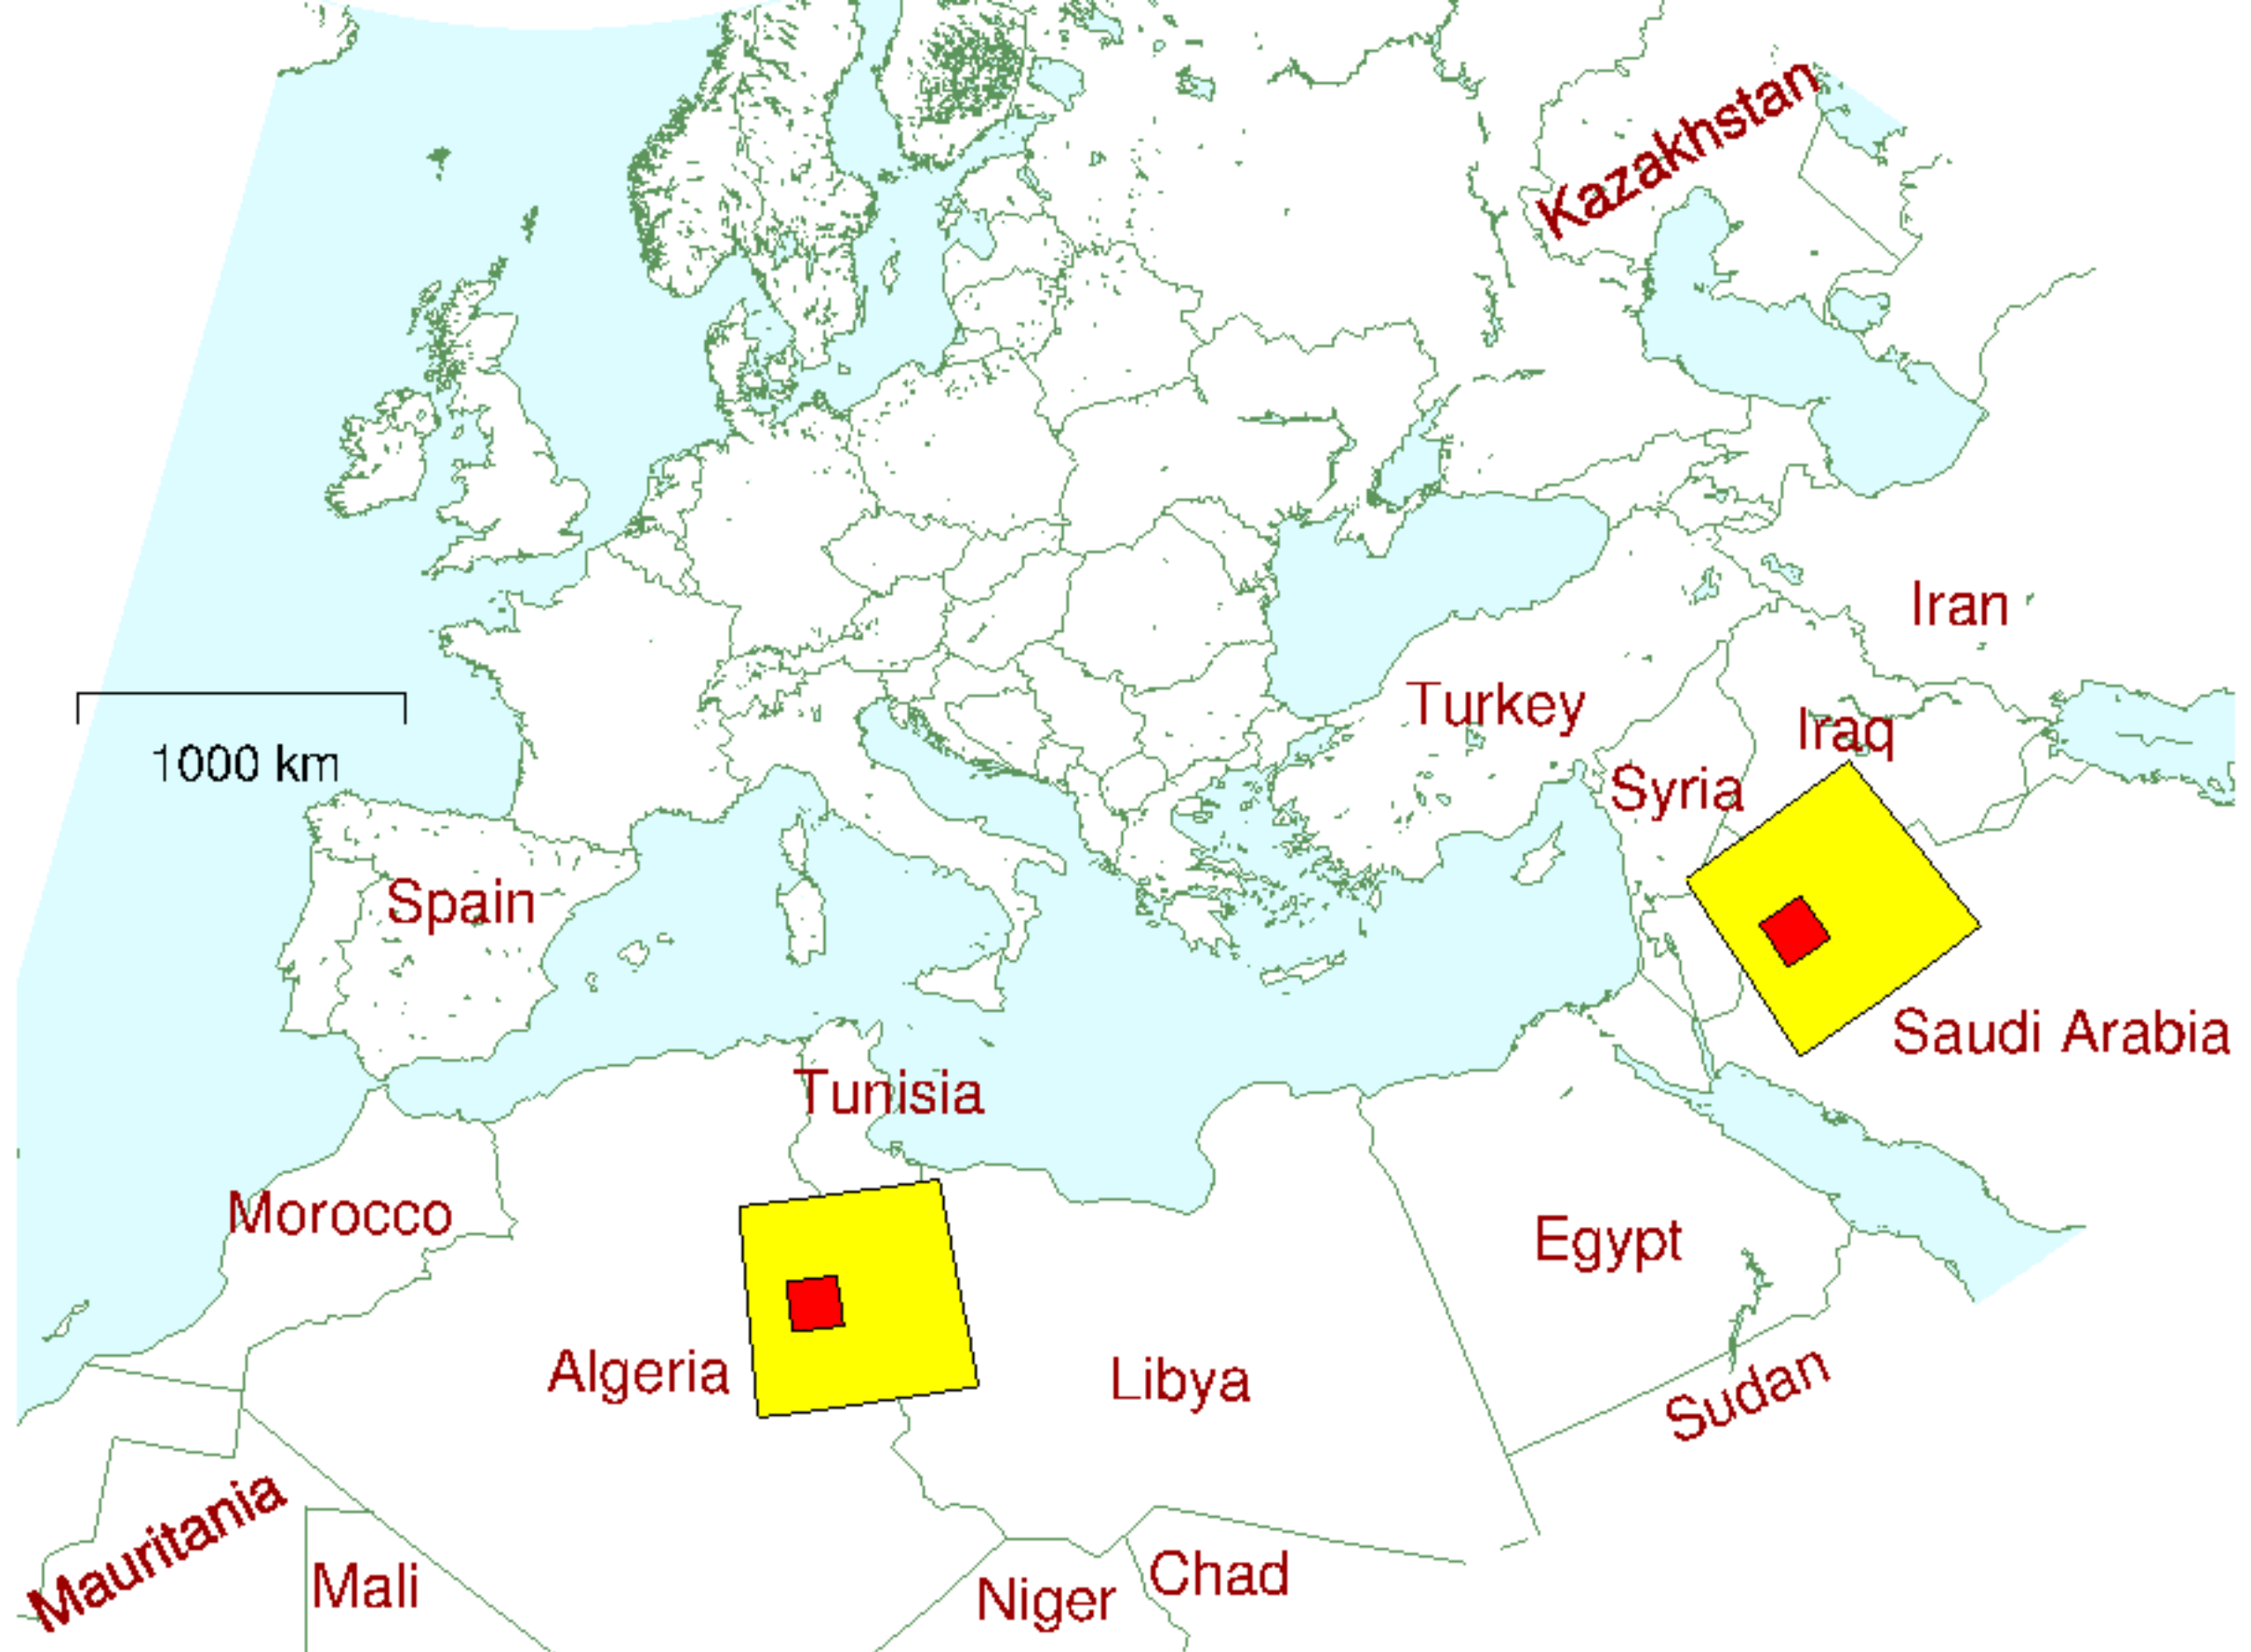 Kazakhstan
Iran
Turkey
Iraq
1000 km
Syria
Spain
Saudi Arabia
Tunisia
Morocco
Egypt
Algeria
Libya
Sudan
Mauritania
Mali
Niger
Chad